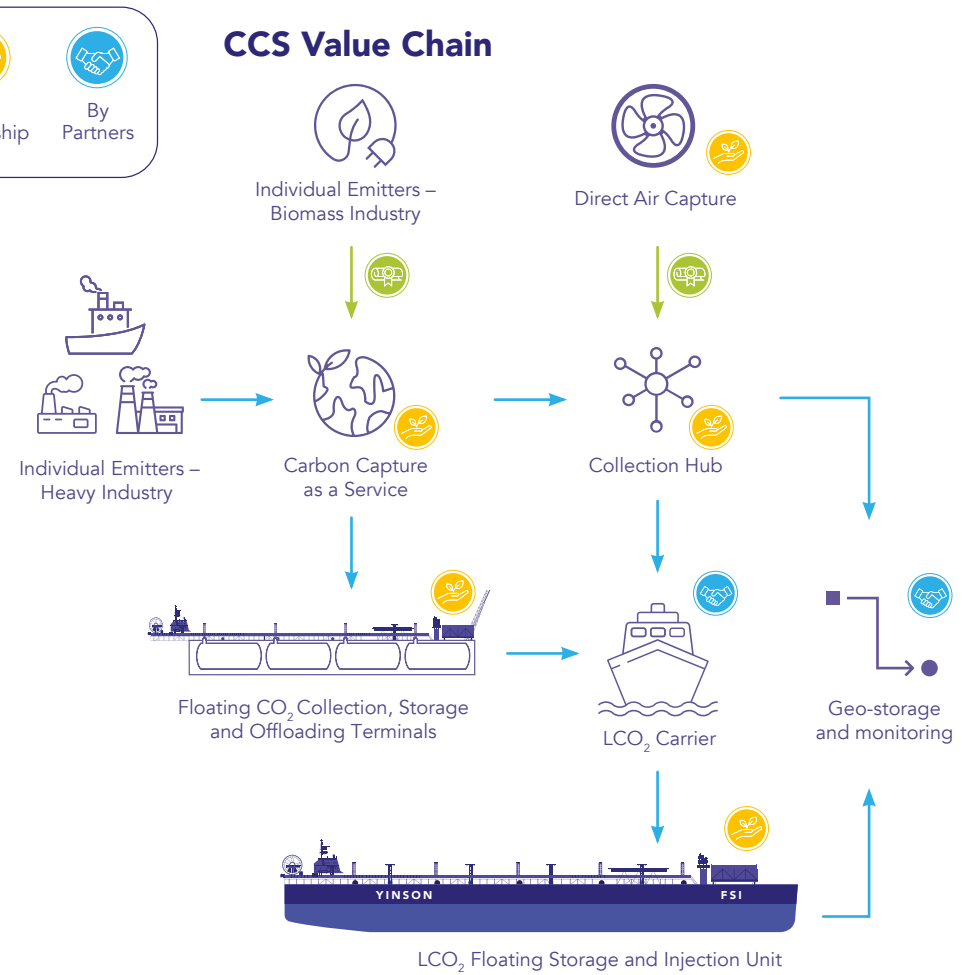 CCS Value Chain
By
Partners
Individual Emitters –
Biomass Industry
Direct Air Capture
Individual Emitters –
Heavy Industry
Carbon Capture
as a Service
Collection Hub
Floating CO2 Collection, Storage
and Offloading Terminals
LCO2 Carrier
Geo-storage
and monitoring
YINSON
FSI
LCO2 Floating Storage and Injection Unit